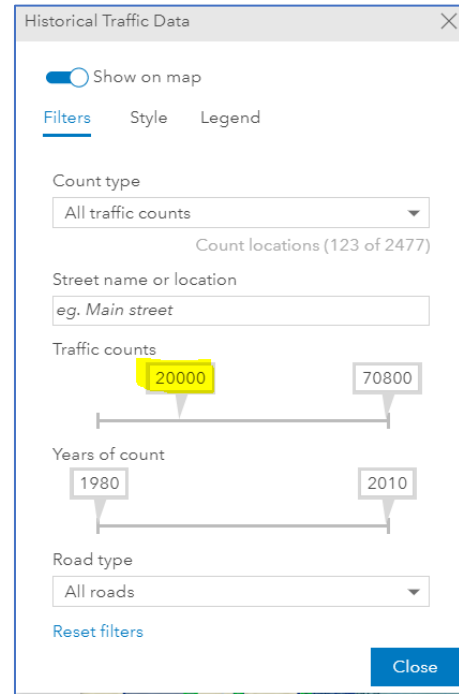 Historical Traffic Data
Show on map
Filters Style Legend
Count type
All traffic counts
Count locations (123 of 2477)
Street name or location
eg. Main street
Traffic counts
20000 70800
Years of count
1980 2010
Road type
All roads
Reset filters
Close